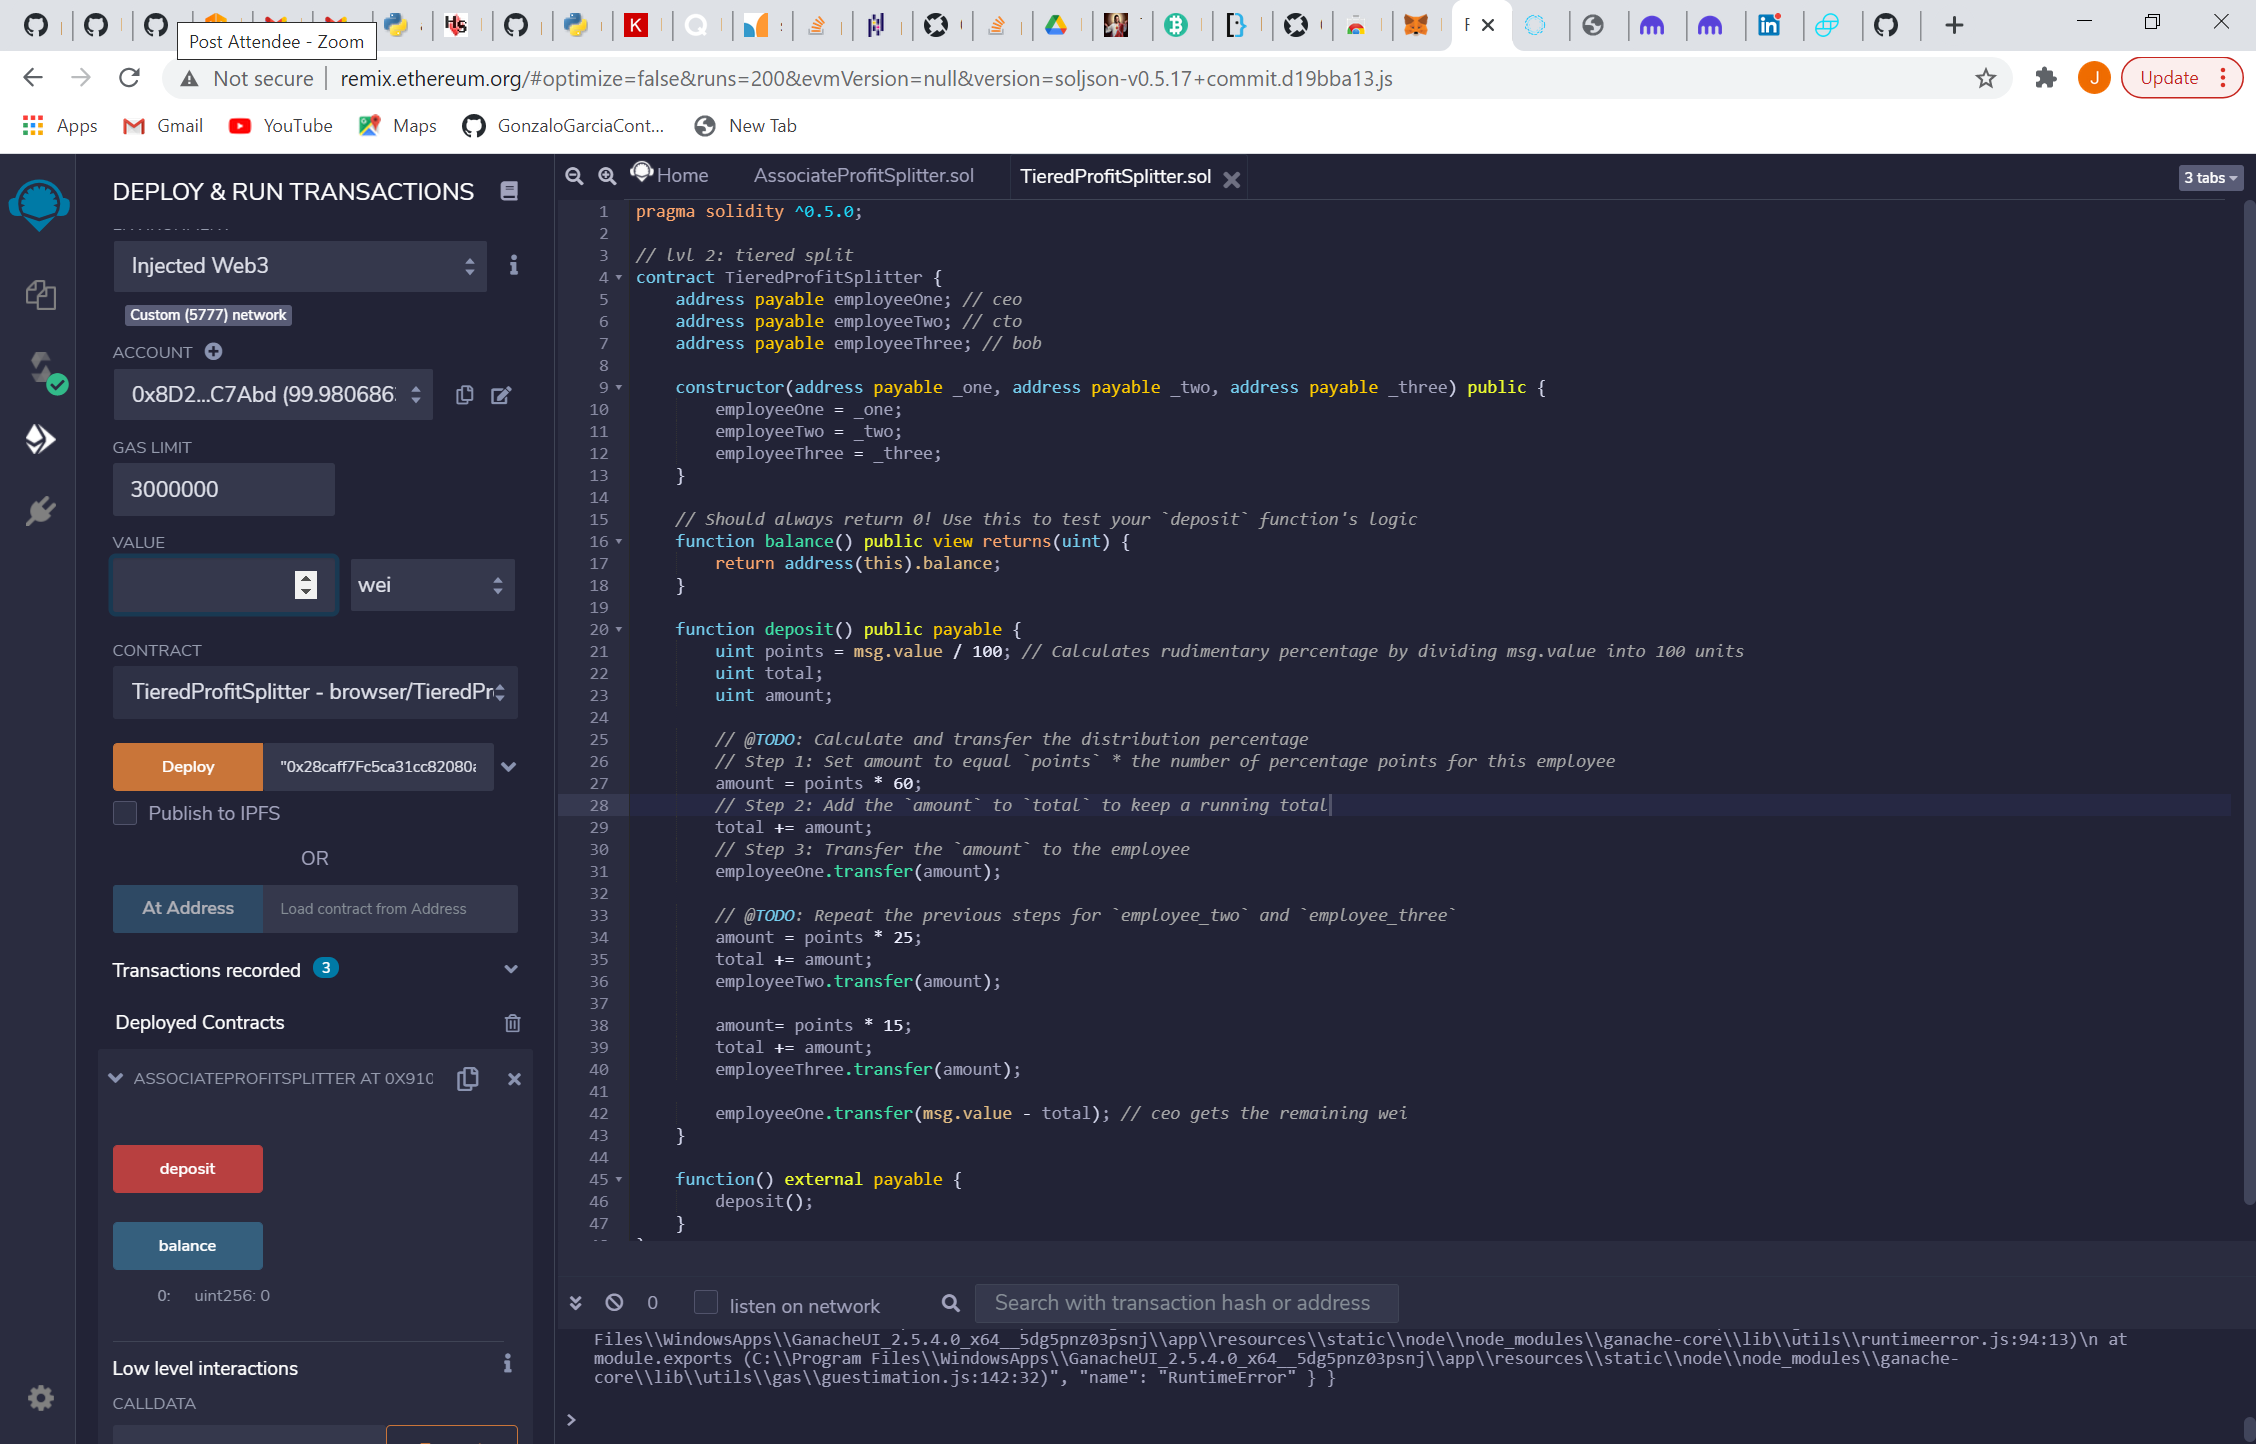 Post Attendee - Zoom
Not secure
remix.ethereum.org/#optimize=false&runs=200&evmVersion=null&version=soljson-v0.5.17+commit.d19bba13.js
J
Update
Apps
Gmail
YouTube
Maps
GonzaloGarciaCont...
New Tab
DEPLOY & RUN TRANSACTIONS
Injected Web3
Custom (5777) network
ACCOUNT
0x8D2...C7Abd (99.980686
GAS LIMIT
3000000
VALUE
wei
CONTRACT
TieredProfitSplitter - browser/TieredPr
Deploy
"0x28caff7Fc5ca31cc82080a
Publish to IPFS
OR
At Address
Load contract from Address
Transactions recorded 3
Deployed Contracts
ASSOCIATEPROFITSPLITTER AT 0X910
deposit
balance
0: uint256: 0
Low level interactions
CALLDATA
Home
AssociateProfitSplitter.sol
TieredProfitSplitter.sol
3 tabs
1 pragma solidity ^0.5.0;
2
3 // lvl 2: tiered split
4 contract TieredProfitSplitter {
5 address payable employeeOne; // ceo
6 address payable employeeTwo; // cto
7 address payable employeeThree; // bob
8
9 constructor(address payable _one, address payable _two, address payable _three) public {
10 employeeOne = _one;
11 employeeTwo = _two;
12 employeeThree = _three;
13 }
14
15 // Should always return 0! Use this to test your `deposit` function's logic
16 function balance() public view returns(uint) {
17 return address(this).balance;
18 }
19
20 function deposit() public payable {
21 uint points = msg.value / 100; // Calculates rudimentary percentage by dividing msg.value into 100 units
22 uint total;
23 uint amount;
24
25 // @TODO: Calculate and transfer the distribution percentage
26 // Step 1: Set amount to equal `points` * the number of percentage points for this employee
27 amount = points * 60;
28 // Step 2: Add the `amount` to `total` to keep a running total
29 total += amount;
30 // Step 3: Transfer the `amount` to the employee
31 employeeOne.transfer(amount);
32
33 // @TODO: Repeat the previous steps for `employee_two` and `employee_three`
34 amount = points * 25;
35 total += amount;
36 employeeTwo.transfer(amount);
37
38 amount= points * 15;
39 total += amount;
40 employeeThree.transfer(amount);
41
42 employeeOne.transfer(msg.value - total); // ceo gets the remaining wei
43 }
44
45 function() external payable {
46 deposit();
47 }
0
listen on network
Search with transaction hash or address
Files\\WindowsApps\\GanacheUI_2.5.4.0_x64__5dg5pnz03psnj\\app\\resources\\static\\node\\node_modules\\ganache-core\\lib\\utils\\runtimeerror.js:94:13)\n at
module.exports (C:\\Program Files\\WindowsApps\\GanacheUI_2.5.4.0_x64__5dg5pnz03psnj\\app\\resources\\static\\node\\node_modules\\ganache-
core\\lib\\utils\\gas\\guestimation.js:142:32)", "name": "RuntimeError" } }
>